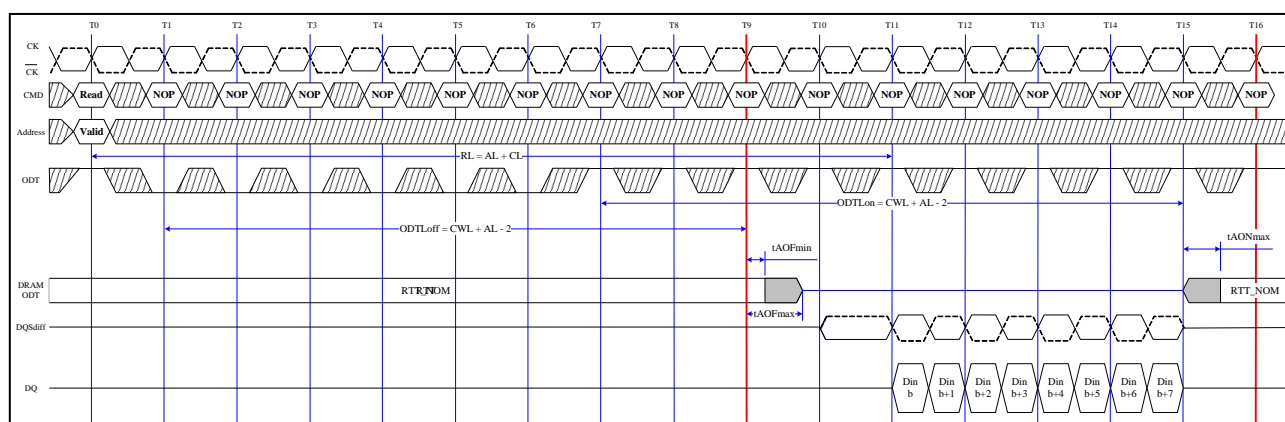 T0 T1 T2 T3 T4 T5 T6 T7 T8 T9 T10 T11 T12 T13 T14 T15 T16
CK
CK
CMD Read NOP NOP NOP NOP NOP NOP NOP NOP NOP NOP NOP NOP NOP NOP NOP NOP
Address Valid
RL = AL + CL
ODT
ODTLon = CWL + AL - 2
ODTLoff = CWL + AL - 2
tAOFmin
tAONmax
DRAM
ODT
RTT_NOM
RTT_NOM
tAOFmax
DQSdiff
DQ
Din
b
Din
b+1
Din
b+2
Din
b+3
Din
b+4
Din
b+5
Din
b+6
Din
b+7